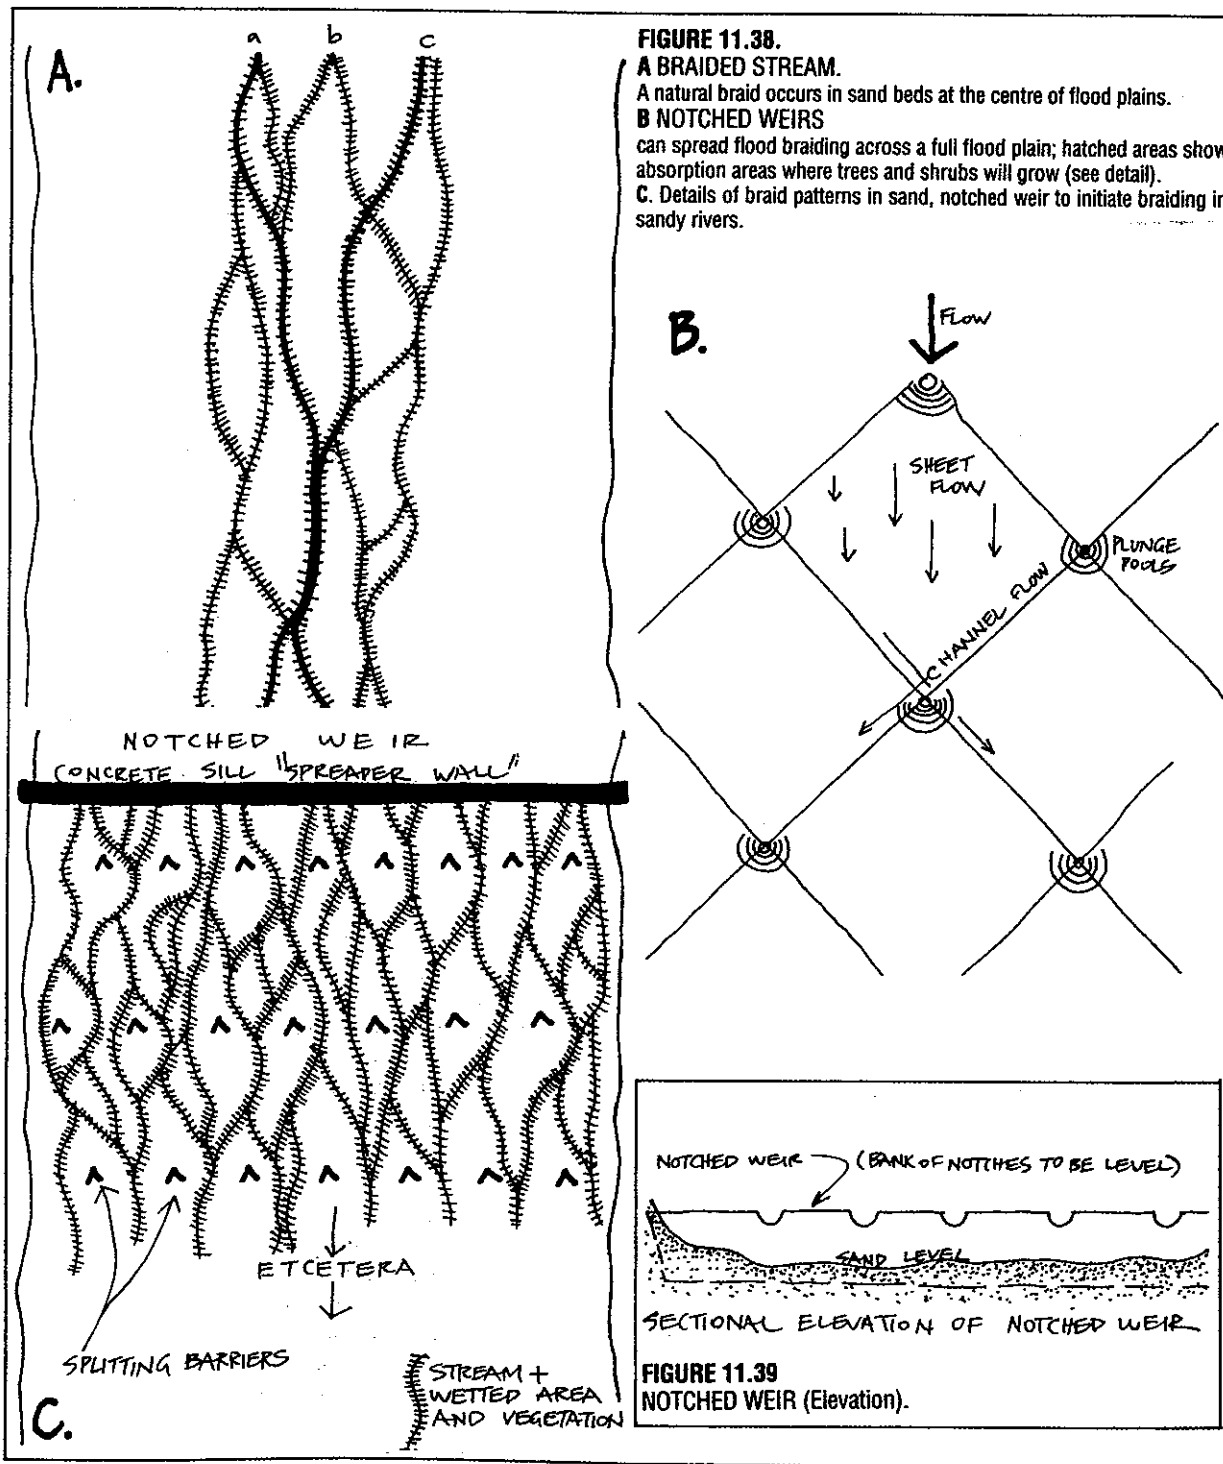 A.
a b c
FIGURE 11.38.
A BRAIDED STREAM.
A natural braid occurs in sand beds at the centre of flood plains.
B NOTCHED WEIRS
can spread flood braiding across a full flood plain; hatched areas show
absorption areas where trees and shrubs will grow (see detail).
C. Details of braid patterns in sand, notched weir to initiate braiding in
sandy rivers.
B.
FLOW
SHEET
FLOW
PLUNGE
POOLS
CHANNEL FLOW
NOTCHED WEIR
CONCRETE SILL "SPREAPER WALL"
ETCETERA
SPLITTING BARRIERS
C.
STREAM +
WETTED AREA
AND VEGETATION
NOTCHED WEIR (BANK OF NOTCHES TO BE LEVEL)
SAND LEVEL
SECTIONAL ELEVATION OF NOTCHED WEIR
FIGURE 11.39
NOTCHED WEIR (Elevation).